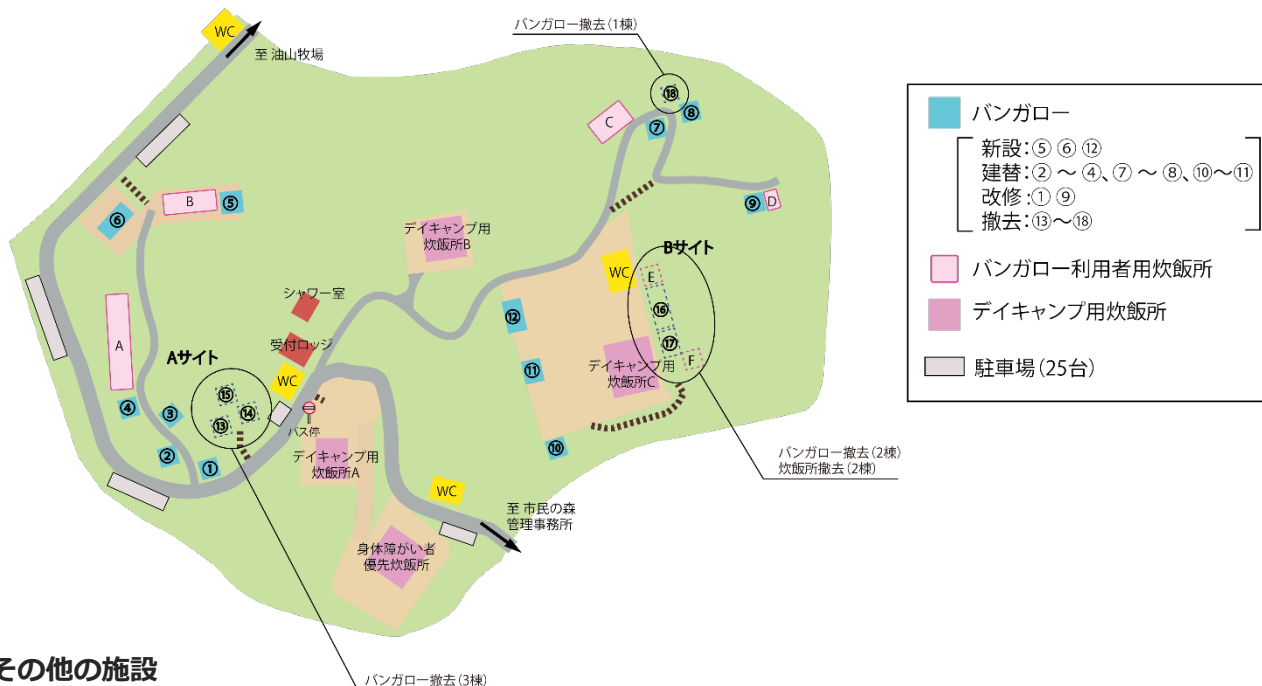 バンガロー撤去(1棟)
WC
至 油山牧場
⑱
⑧
C
⑦
バンガロー
新設:⑤ ⑥ ⑫
建替:② ～ ④、⑦ ～ ⑧、⑩～⑪
改修:① ⑨
撤去:⑬～⑱
バンガロー利用者用炊飯所
デイキャンプ用炊飯所
駐車場(25台)
B
⑤
⑥
⑨
D
デイキャンプ用
炊飯所B
Bサイト
WC
E
⑯
⑰
F
シャワー室
受付ロッジ
WC
⑫
⑪
デイキャンプ用
炊飯所C
⑩
A
Aサイト
⑮
⑭
⑬
④
③
②
①
バス停
デイキャンプ用
炊飯所A
WC
バンガロー撤去(2棟)
炊飯所撤去(2棟)
至 市民の森
管理事務所
身体障がい者
優先炊飯所
その他の施設
バンガロー撤去(3棟)